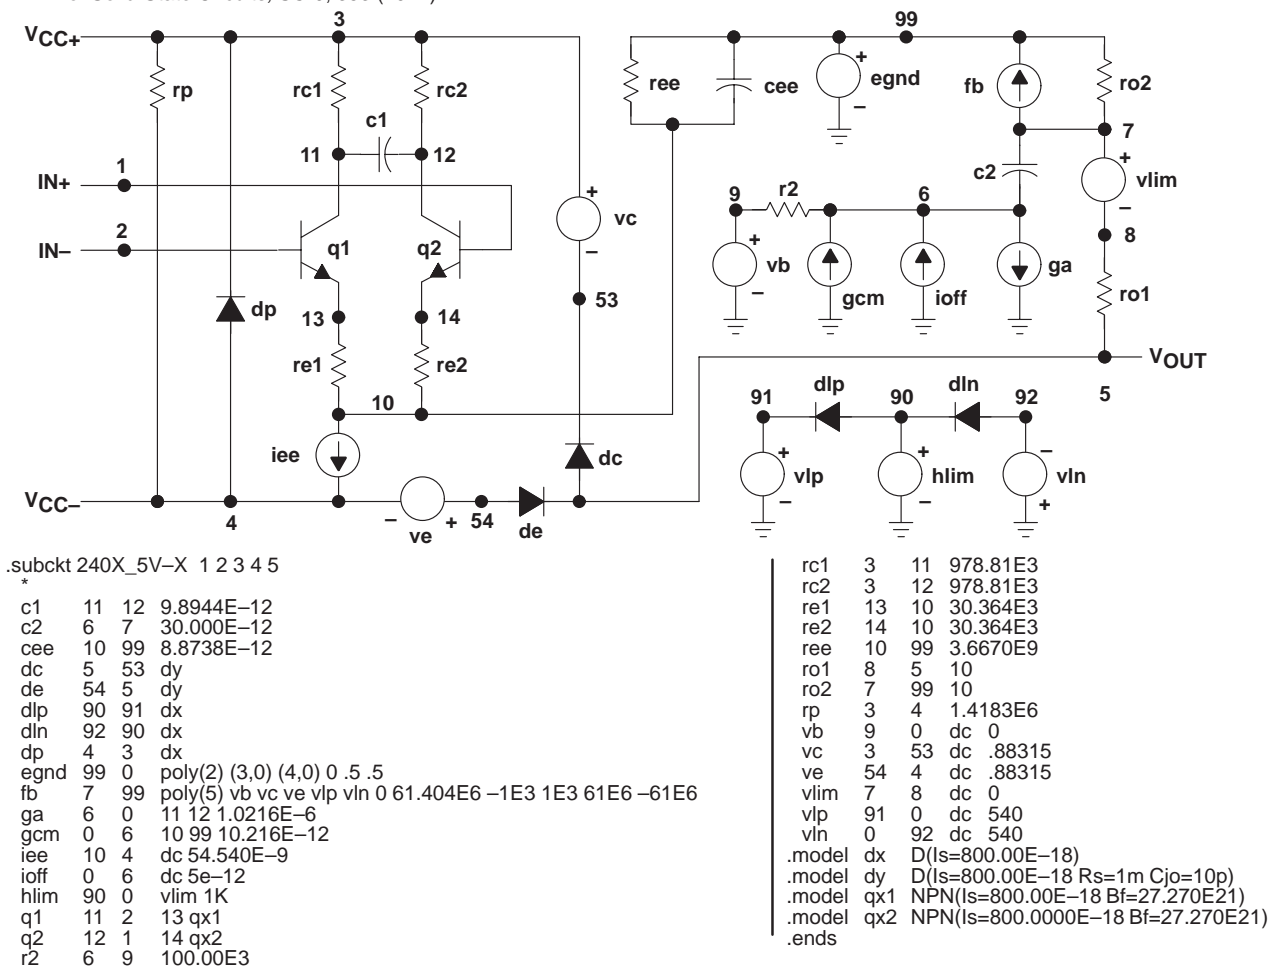 3
99
VCC+
rp
rc1
rc2
ree
cee
+
egnd
–
fb
ro2
c1
7
11
12
c2
+
vlim
–
1
IN+
9
r2
6
8
+
vc
–
2
IN–
q1
q2
+
vb
–
gcm
ioff
ga
ro1
53
dp
13
14
VOUT
re1
re2
5
10
91
dlp
90
dln
92
iee
dc
+
vlp
–
+
hlim
–
–
vln
+
VCC–
4
–
ve
+
54
de
.subckt 240X_5V–X 1 2 3 4 5
*
c1 11 12 9.8944E–12
c2 6 7 30.000E–12
cee 10 99 8.8738E–12
dc 5 53 dy
de 54 5 dy
dlp 90 91 dx
dln 92 90 dx
dp 4 3 dx
egnd 99 0 poly(2) (3,0) (4,0) 0 .5 .5
fb 7 99 poly(5) vb vc ve vlp vln 0 61.404E6 –1E3 1E3 61E6 –61E6
ga 6 0 11 12 1.0216E–6
gcm 0 6 10 99 10.216E–12
iee 10 4 dc 54.540E–9
ioff 0 6 dc 5e–12
hlim 90 0 vlim 1K
q1 11 2 13 qx1
q2 12 1 14 qx2
r2 6 9 100.00E3
rc1 3 11 978.81E3
rc2 3 12 978.81E3
re1 13 10 30.364E3
re2 14 10 30.364E3
ree 10 99 3.6670E9
ro1 8 5 10
ro2 7 99 10
rp 3 4 1.4183E6
vb 9 0 dc 0
vc 3 53 dc .88315
ve 54 4 dc .88315
vlim 7 8 dc 0
vlp 91 0 dc 540
vln 0 92 dc 540
.model dx D(Is=800.00E–18)
.model dy D(Is=800.00E–18 Rs=1m Cjo=10p)
.model qx1 NPN(Is=800.00E–18 Bf=27.270E21)
.model qx2 NPN(Is=800.0000E–18 Bf=27.270E21)
.ends